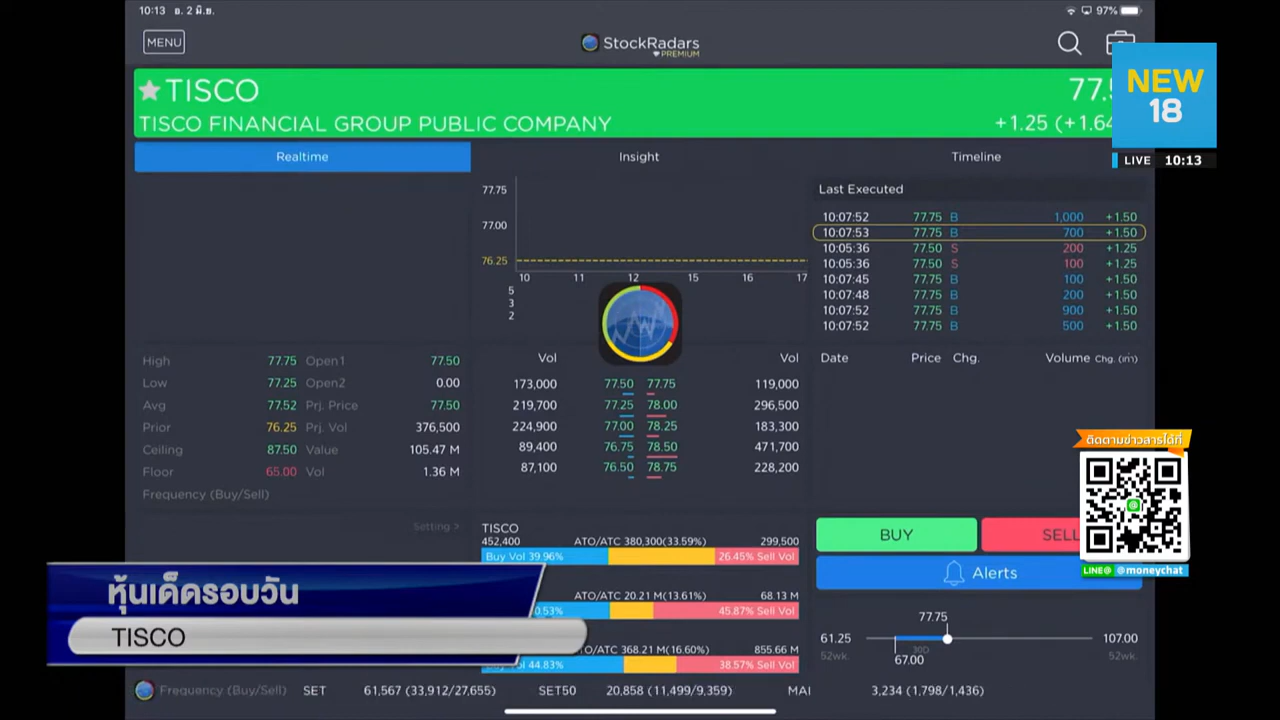 10:13 อ. 2 มิ.ย.
97%
MENU
StockRadars
PREMIUM
NEW
18
LIVE 10:13
TISCO
77.5
TISCO FINANCIAL GROUP PUBLIC COMPANY
+1.25 (+1.64
Realtime Insight Timeline
77.75
77.00
76.25
10 11 12 15 16 17
5
3
2
Last Executed
10:07:52 77.75 B 1,000 +1.50
10:07:53 77.75 B 700 +1.50
10:05:36 77.50 S 200 +1.25
10:05:36 77.50 S 100 +1.25
10:07:45 77.75 B 100 +1.50
10:07:48 77.75 B 200 +1.50
10:07:52 77.75 B 900 +1.50
10:07:52 77.75 B 500 +1.50
High 77.75 Open1 77.50
Low 77.25 Open2 0.00
Avg 77.52 Prj. Price 77.50
Prior 76.25 Prj. Vol 376,500
Ceiling 87.50 Value 105.47 M
Floor 65.00 Vol 1.36 M
Frequency (Buy/Sell)
Setting >
Vol Vol
173,000 77.50 77.75 119,000
219,700 77.25 78.00 296,500
224,900 77.00 78.25 183,300
89,400 76.75 78.50 471,700
87,100 76.50 78.75 228,200
Date Price Chg. Volume Chg. (เท่า)
ติดตามข่าวสารได้ที่
LINE@ @moneychat
TISCO
452,400 ATO/ATC 380,300(33.59%) 299,500
Buy Vol 39.96% 26.45% Sell Vol
ATO/ATC 20.21 M(13.61%) 68.13 M
0.53% 45.87% Sell Vol
O/ATC 368.21 M(16.60%) 855.66 M
Vol 44.83% 38.57% Sell Vol
BUY SELL
Alerts
77.75
61.25 107.00
52wk. 30D 52wk.
67.00
หุ้นเด็ดรอบวัน
TISCO
Frequency (Buy/Sell) SET 61,567 (33,912/27,655) SET50 20,858 (11,499/9,359) MAI 3,234 (1,798/1,436)